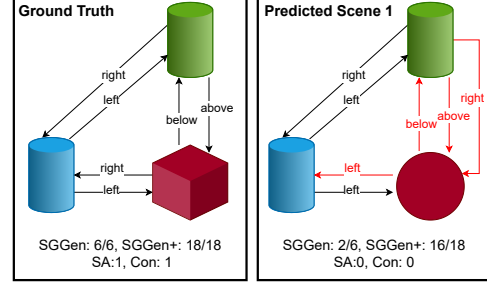 Ground Truth
right
left
above
below
right
left
SGGen: 6/6, SGGen+: 18/18
SA:1, Con: 1
Predicted Scene 1
right
left
right
above
below
left
left
SGGen: 2/6, SGGen+: 16/18
SA:0, Con: 0